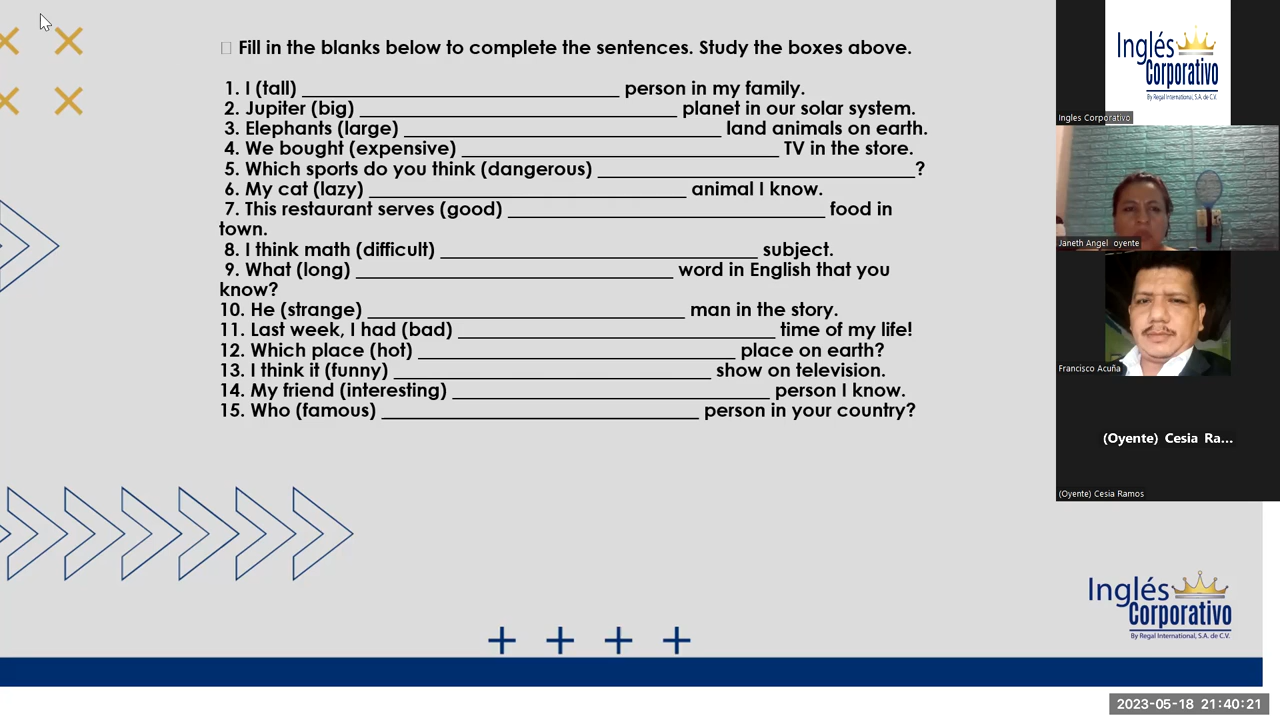 Fill in the blanks below to complete the sentences. Study the boxes above.
1. I (tall) ______________________________ person in my family.
2. Jupiter (big) ______________________________ planet in our solar system.
3. Elephants (large) ______________________________ land animals on earth.
4. We bought (expensive) ______________________________ TV in the store.
5. Which sports do you think (dangerous) ______________________________?
6. My cat (lazy) ______________________________ animal I know.
7. This restaurant serves (good) ______________________________ food in
town.
8. I think math (difficult) ______________________________ subject.
9. What (long) ______________________________ word in English that you
know?
10. He (strange) ______________________________ man in the story.
11. Last week, I had (bad) ______________________________ time of my life!
12. Which place (hot) ______________________________ place on earth?
13. I think it (funny) ______________________________ show on television.
14. My friend (interesting) ______________________________ person I know.
15. Who (famous) ______________________________ person in your country?
Inglés
Corporativo
By Regal International, S.A. de C.V.
Ingles Corporativo
Janeth Angel oyente
Francisco Acuña
(Oyente) Cesia Ra...
(Oyente) Cesia Ramos
Inglés
Corporativo
By Regal International, S.A. de C.V.
2023-05-18 21:40:21